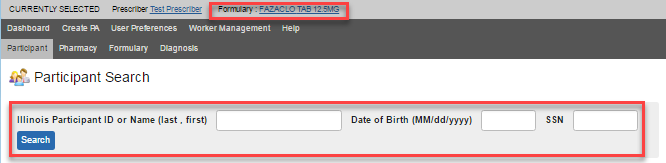 CURRENTLY SELECTED Prescriber Test Prescriber Formulary : FAZACLO TAB 12.5MG
Dashboard Create PA User Preferences Worker Management Help
Participant Pharmacy Formulary Diagnosis
Participant Search
Illinois Participant ID or Name (last , first) Date of Birth (MM/dd/yyyy) SSN
Search